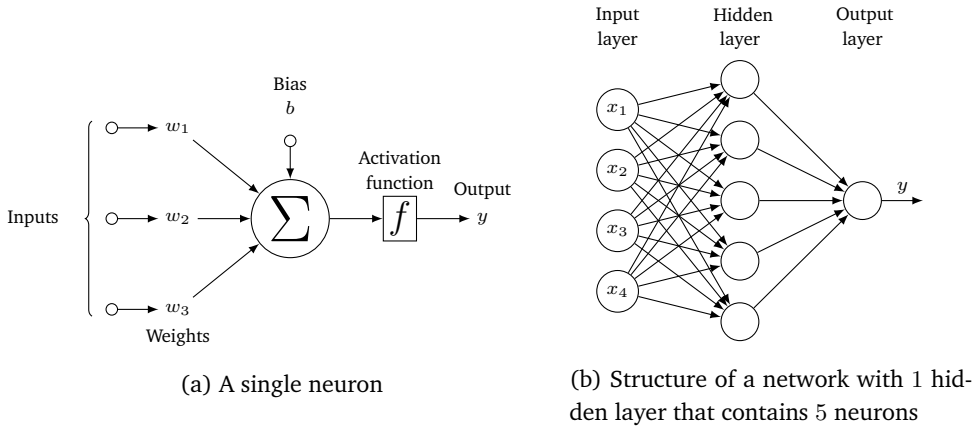 Bias
b
Inputs
w₁
w₂
w₃
Weights
Σ
Activation
function
f
Output
y
(a) A single neuron
Input
layer
Hidden
layer
Output
layer
x₁
x₂
x₃
x₄
y
(b) Structure of a network with 1 hid-
den layer that contains 5 neurons